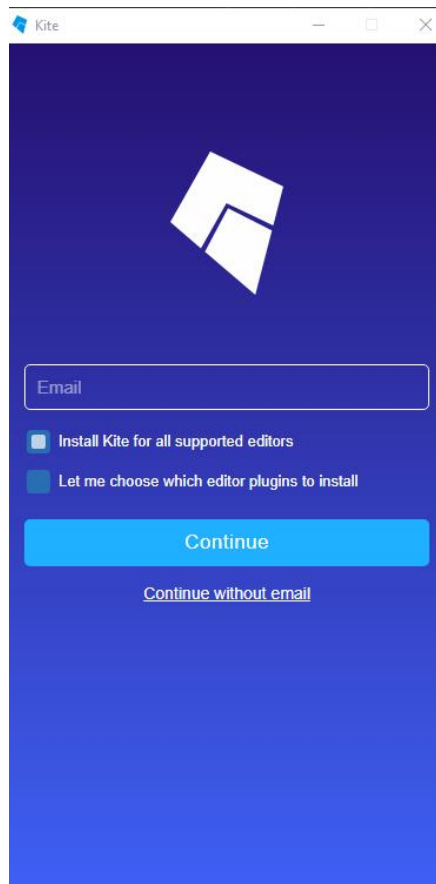 Kite
Email
Install Kite for all supported editors
Let me choose which editor plugins to install
Continue
Continue without email